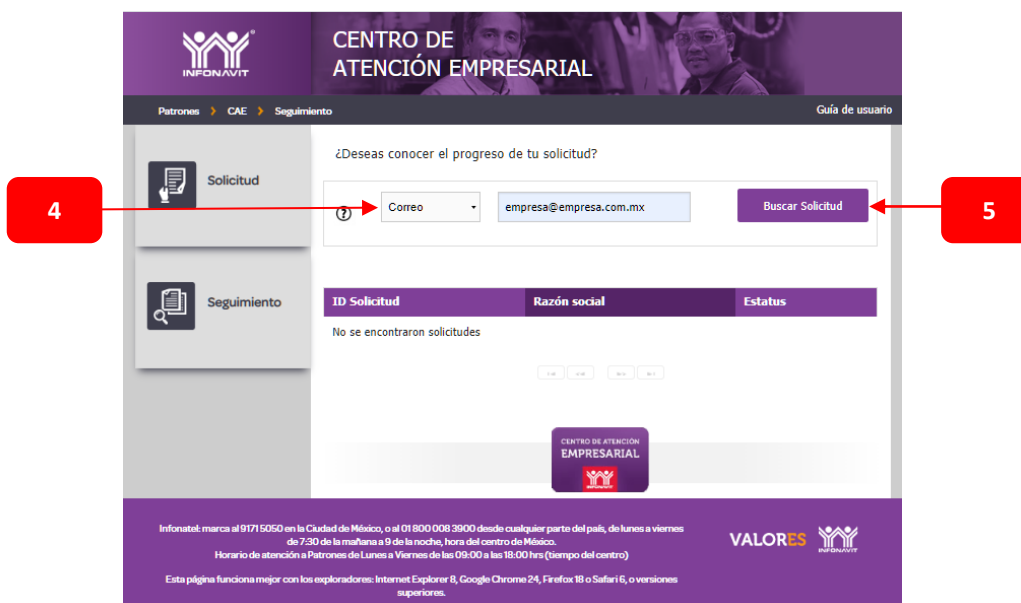 INFONAVIT
CENTRO DE
ATENCIÓN EMPRESARIAL
Patrones > CAE > Seguimiento
Guía de usuario
¿Deseas conocer el progreso de tu solicitud?
Solicitud
4
?
Correo
empresa@empresa.com.mx
Buscar Solicitud
5
Seguimiento
ID Solicitud Razón social Estatus
No se encontraron solicitudes
CENTRO DE ATENCIÓN
EMPRESARIAL
Infonatel: marca al 9171 5050 en la Ciudad de México, o al 01 800 008 3900 desde cualquier parte del país, de lunes a viernes
de 7:30 de la mañana a 9 de la noche, hora del centro de México.
Horario de atención a Patrones de Lunes a Viernes de las 09:00 a las 18:00 hrs (tiempo del centro)
VALORES
INFONAVIT
Esta página funciona mejor con los exploradores: Internet Explorer 8, Google Chrome 24, Firefox 18 o Safari 6, o versiones
superiores.